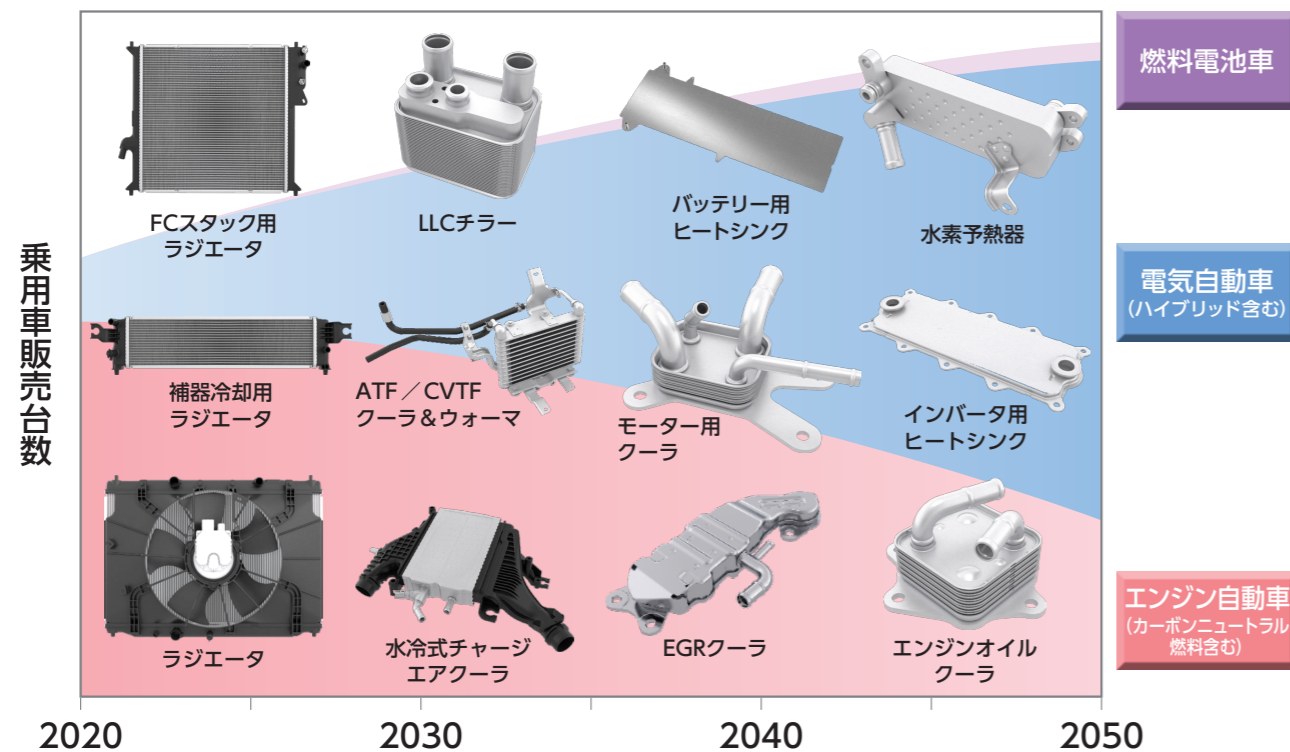 燃料電池車
FCスタック用
ラジエータ
LLCチラー
バッテリー用
ヒートシンク
水素予熱器
乗用車販売台数
電気自動車
(ハイブリッド含む)
補器冷却用
ラジエータ
ATF／CVTF
クーラ＆ウォーマ
モーター用
クーラ
インバータ用
ヒートシンク
エンジン自動車
(カーボンニュートラル
燃料含む)
ラジエータ
水冷式チャージ
エアクーラ
EGRクーラ
エンジンオイル
クーラ
2020
2030
2040
2050